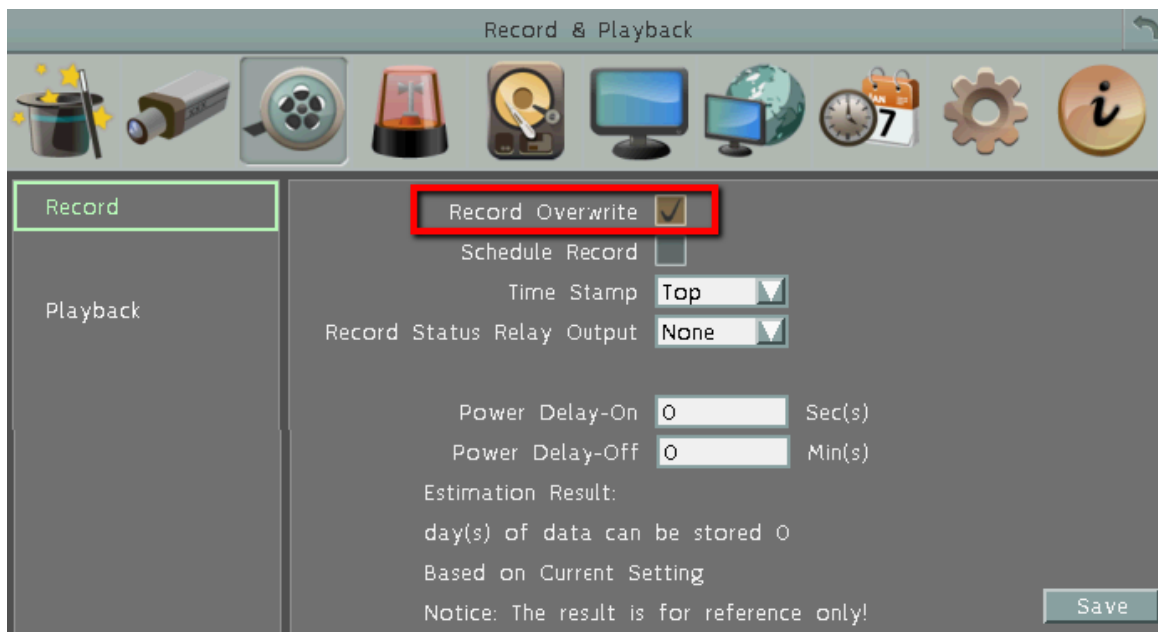 Record & Playback
JAN
7
i
Record
Playback
Record Overwrite
Schedule Record
Time Stamp Top
Record Status Relay Output None
Power Delay-On 0 Sec(s)
Power Delay-Off 0 Min(s)
Estimation Result:
day(s) of data can be stored 0
Based on Current Setting
Notice: The result is for reference only!
Save